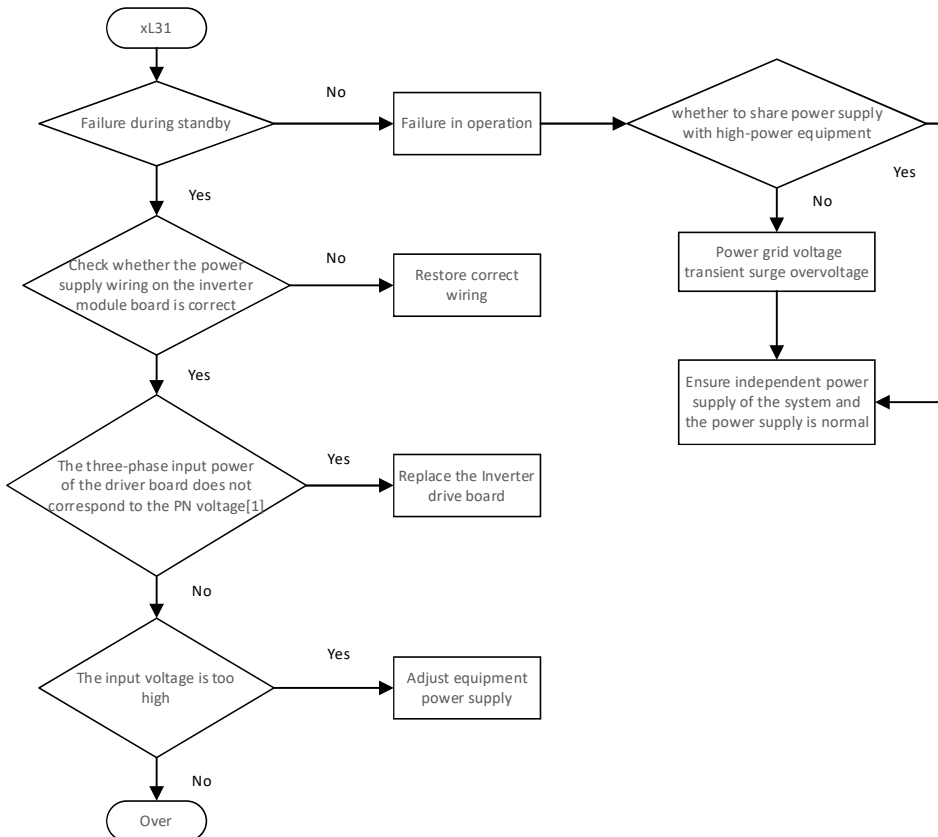 xL31
Failure during standby
No
Failure in operation
whether to share power supply
with high-power equipment
Yes
No
Power grid voltage
transient surge overvoltage
Ensure independent power
supply of the system and
the power supply is normal
Yes
Check whether the power
supply wiring on the inverter
module board is correct
No
Restore correct
wiring
Yes
The three-phase input power
of the driver board does not
correspond to the PN voltage[1]
Yes
Replace the Inverter
drive board
No
The input voltage is too
high
Yes
Adjust equipment
power supply
No
Over